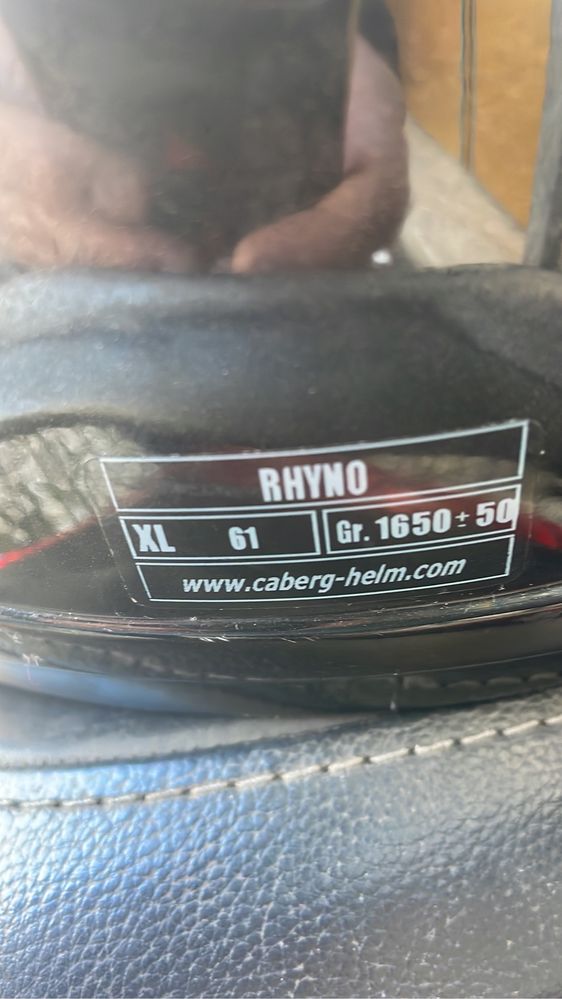 RHYNO
XL 61 Gr. 1650 ± 50
www.caberg-helm.com